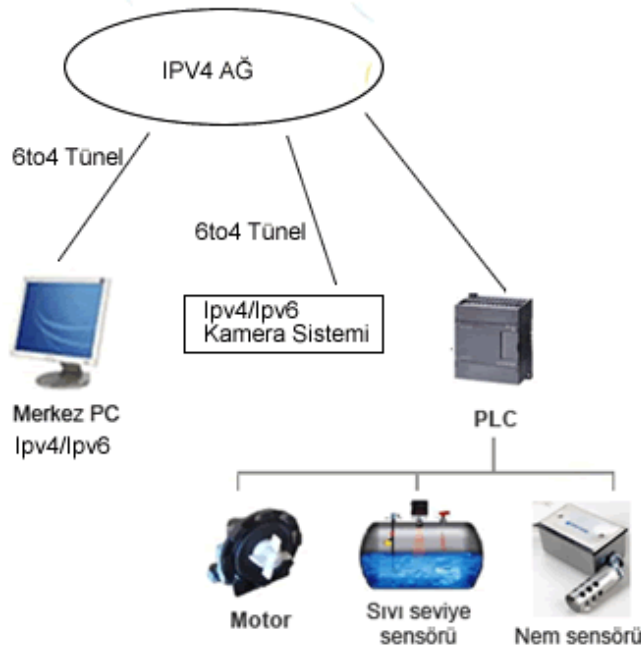 IPV4 AĞ
6to4 Tünel
6to4 Tünel
Ipv4/Ipv6
Kamera Sistemi
Merkez PC
Ipv4/Ipv6
PLC
Motor
Sıvı seviye
sensörü
Nem sensörü